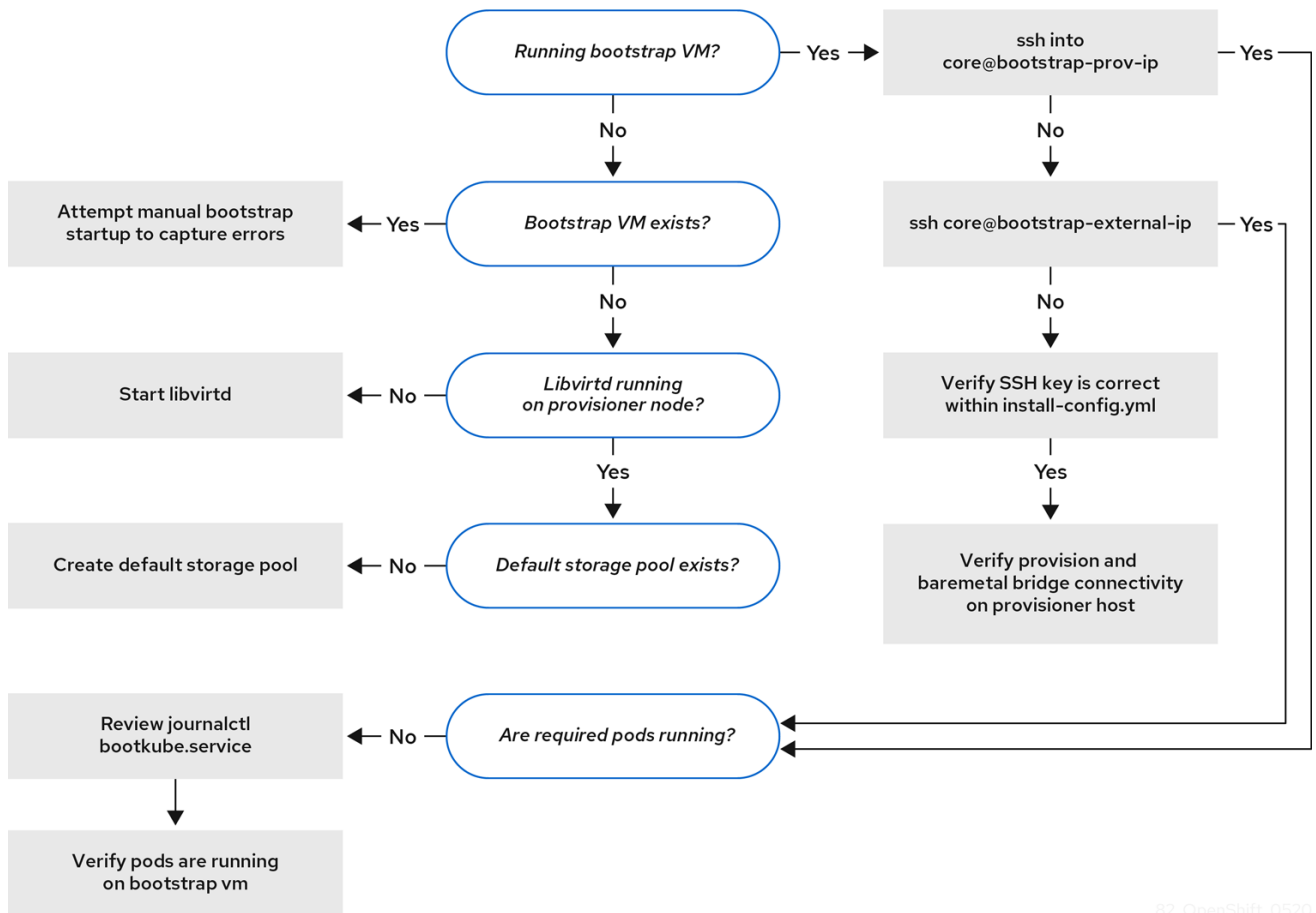 Running bootstrap VM?
Yes
ssh into
core@bootstrap-prov-ip
Yes
No
No
Attempt manual bootstrap
startup to capture errors
Yes
Bootstrap VM exists?
ssh core@bootstrap-external-ip
Yes
No
No
Start libvirtd
No
Libvirtd running
on provisioner node?
Verify SSH key is correct
within install-config.yml
Yes
Yes
Create default storage pool
No
Default storage pool exists?
Verify provision and
baremetal bridge connectivity
on provisioner host
Review journalctl
bootkube.service
No
Are required pods running?
Verify pods are running
on bootstrap vm
82_OpenShift_0520